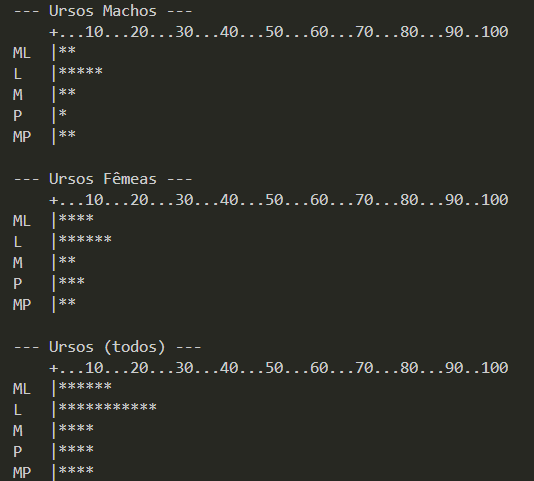 --- Ursos Machos ---
    +...10...20...30...40...50...60...70...80...90..100
ML  |**
L   |*****
M   |**
P   |*
MP  |**

--- Ursos Fêmeas ---
    +...10...20...30...40...50...60...70...80...90..100
ML  |****
L   |******
M   |**
P   |***
MP  |**

--- Ursos (todos) ---
    +...10...20...30...40...50...60...70...80...90..100
ML  |******
L   |***********
M   |****
P   |****
MP  |****